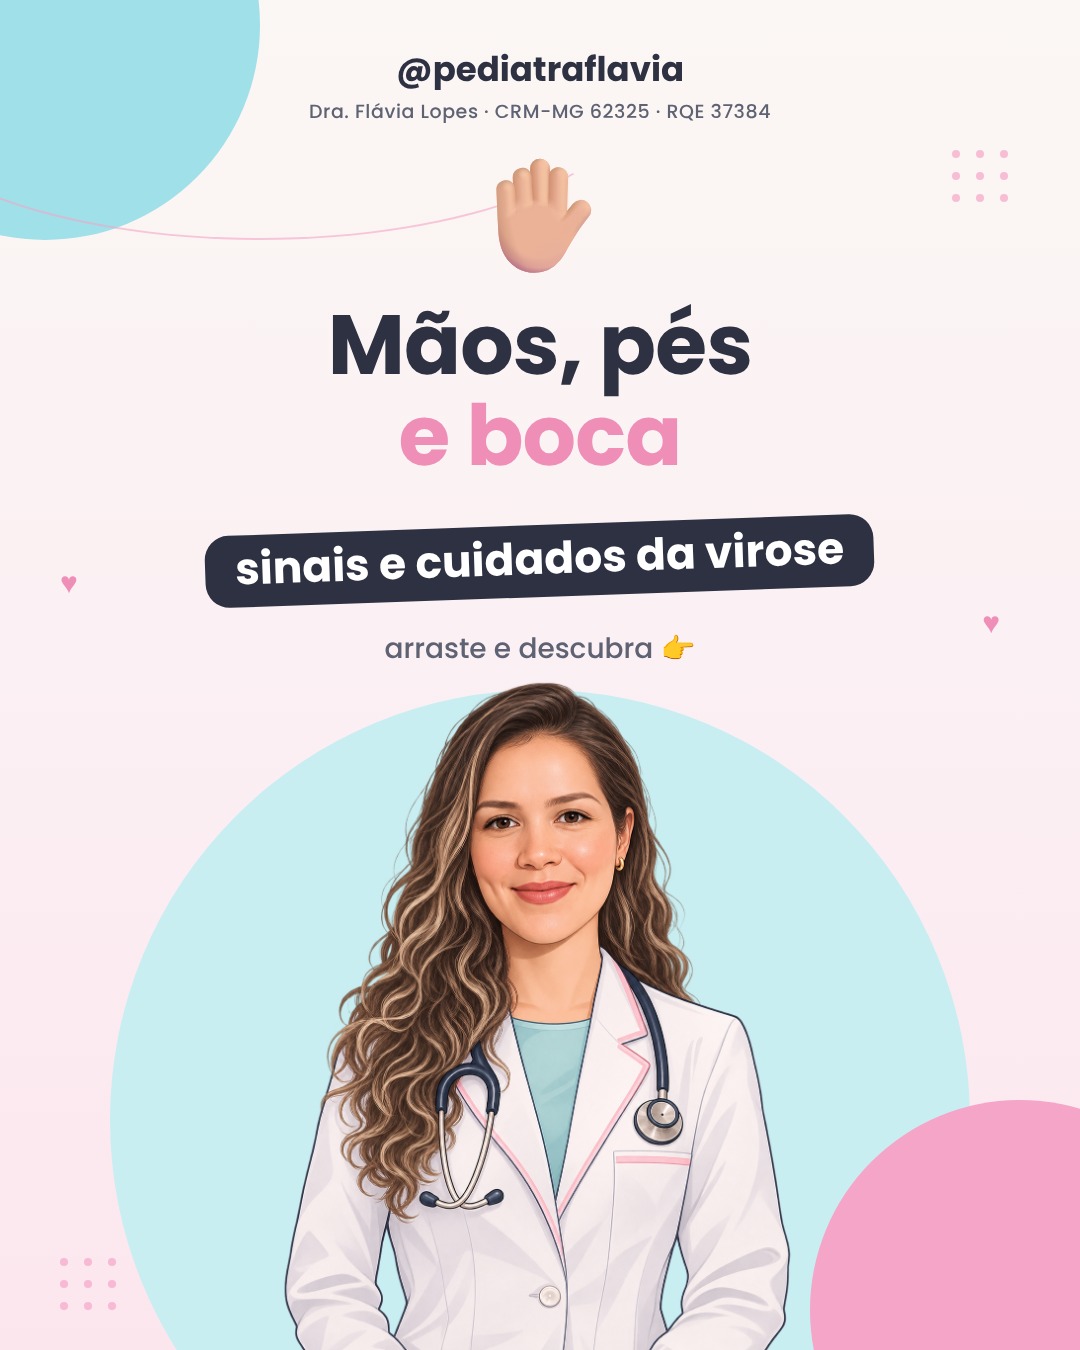 @pediatraflavia
Dra. Flávia Lopes · CRM-MG 62325 · RQE 37384
Mãos, pés
e boca
sinais e cuidados da virose
arraste e descubra 👉